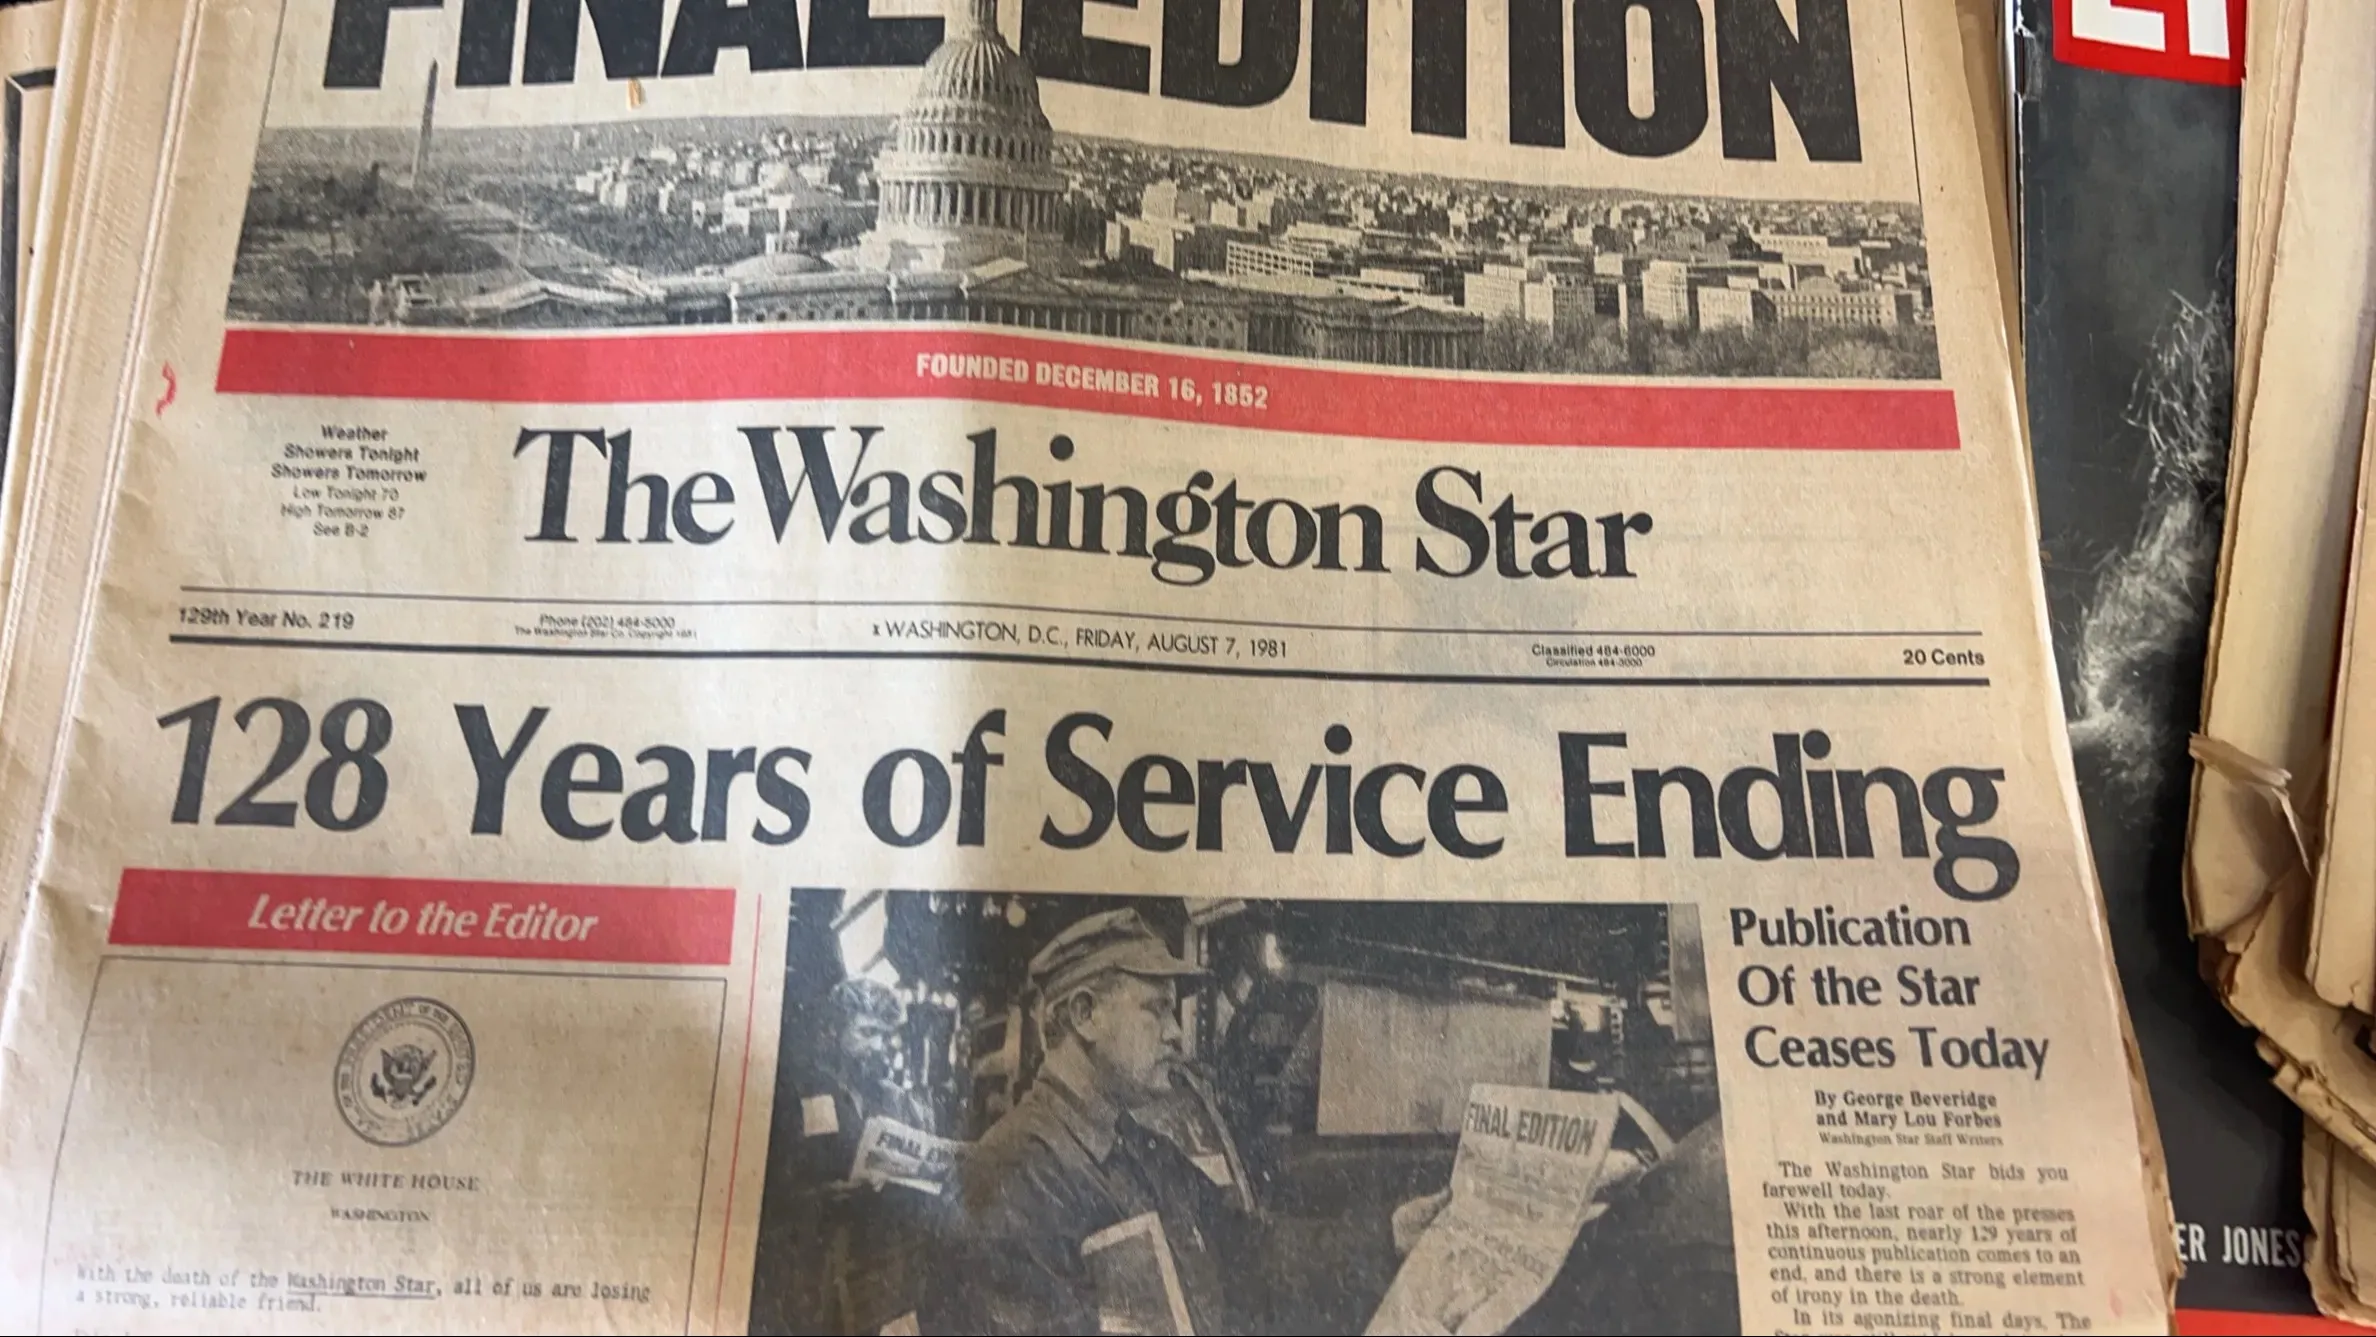 FINAL EDITION
FOUNDED DECEMBER 16, 1852
Weather
Showers Tonight
Showers Tomorrow
Low Tonight 70
High Tomorrow 87
See B-2
The Washington Star
129th Year No. 219
Phone (202) 484-5000
The Washington Star Co. Copyright 1981
x WASHINGTON, D.C., FRIDAY, AUGUST 7, 1981
Classified 484-6000
Circulation 484-3000
20 Cents
128 Years of Service Ending
Letter to the Editor
THE WHITE HOUSE
WASHINGTON
With the death of the Washington Star, all of us are losing
a strong, reliable friend.
FINAL
FINAL EDITION
Publication
Of the Star
Ceases Today
By George Beveridge
and Mary Lou Forbes
Washington Star Staff Writers
The Washington Star bids you
farewell today.
With the last roar of the presses
this afternoon, nearly 129 years of
continuous publication comes to an
end, and there is a strong element
of irony in the death.
In its agonizing final days, The
ER JONES